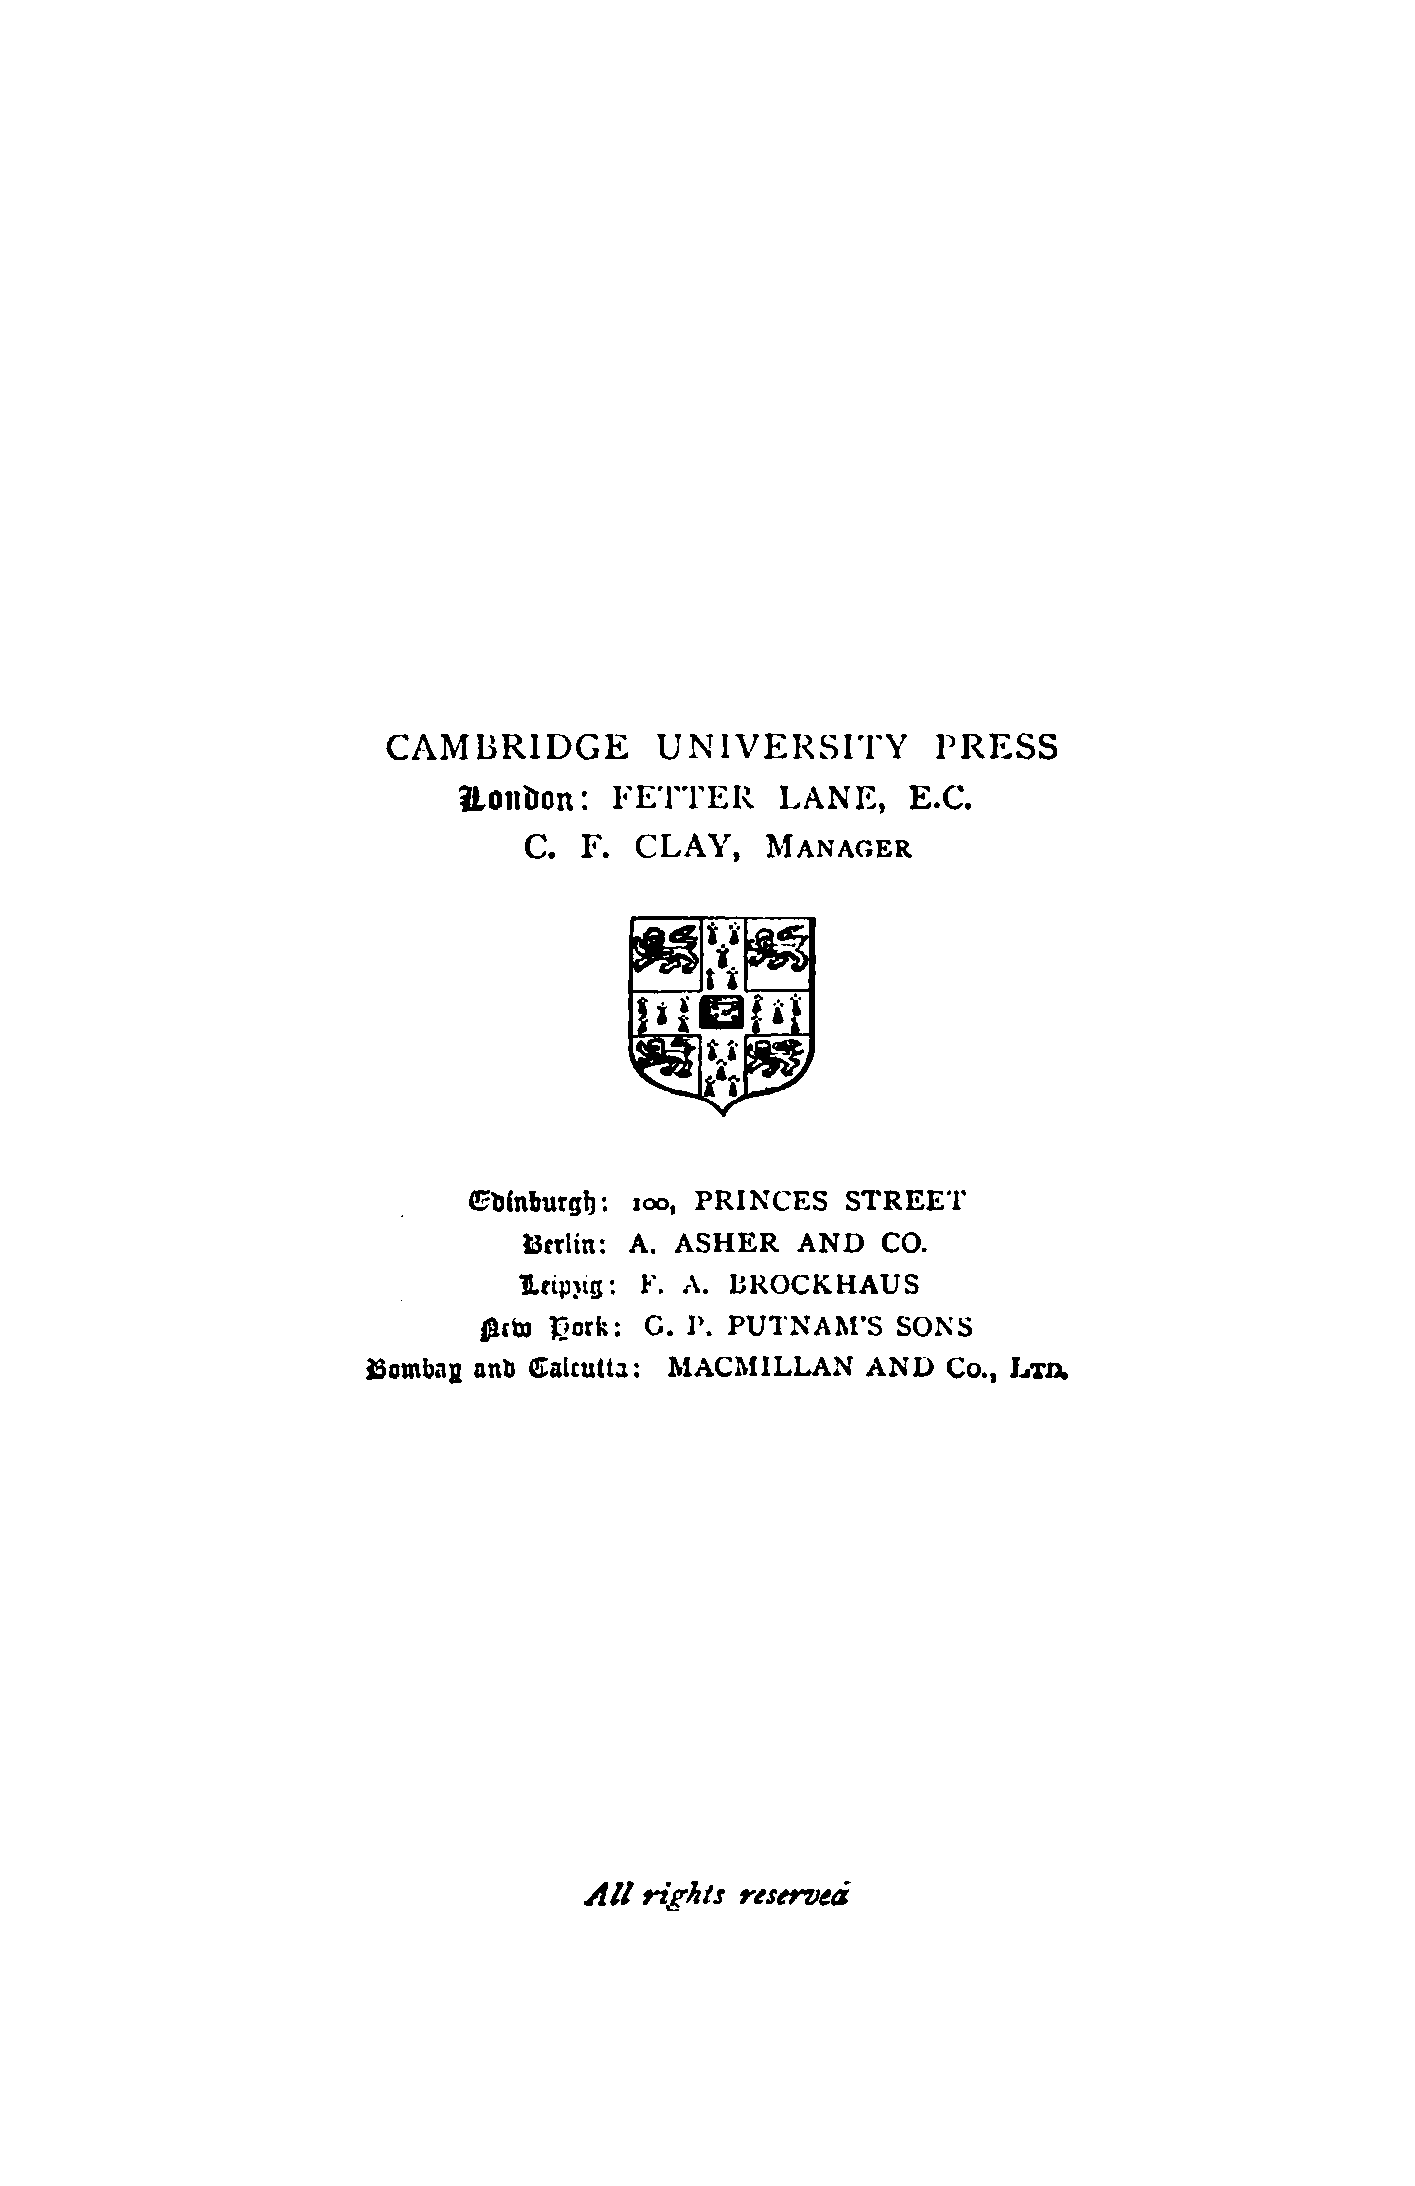 CAMBRIDGE UNIVERSITY PRESS
London: FETTER LANE, E.C.
C. F. CLAY, MANAGER
Edinburgh: 100, PRINCES STREET
Berlin: A. ASHER AND CO.
Leipzig: F. A. BROCKHAUS
New York: G. P. PUTNAM'S SONS
Bombay and Calcutta: MACMILLAN AND Co., LTD.
All rights reserved